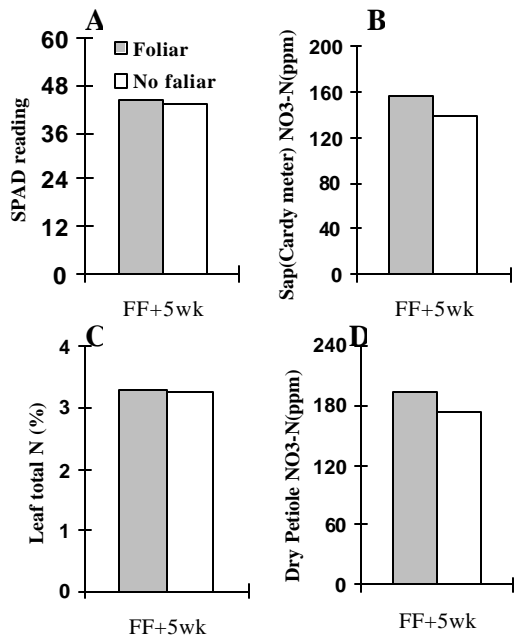 A
Foliar
No faliar
SPAD reading
60
48
36
24
12
0
FF+5wk
B
Sap(Cardy meter) NO3-N(ppm)
200
160
120
80
40
0
FF+5wk
C
Leaf total N (%)
4
3
2
1
0
FF+5wk
D
Dry Petiole NO3-N(ppm)
240
180
120
60
0
FF+5wk